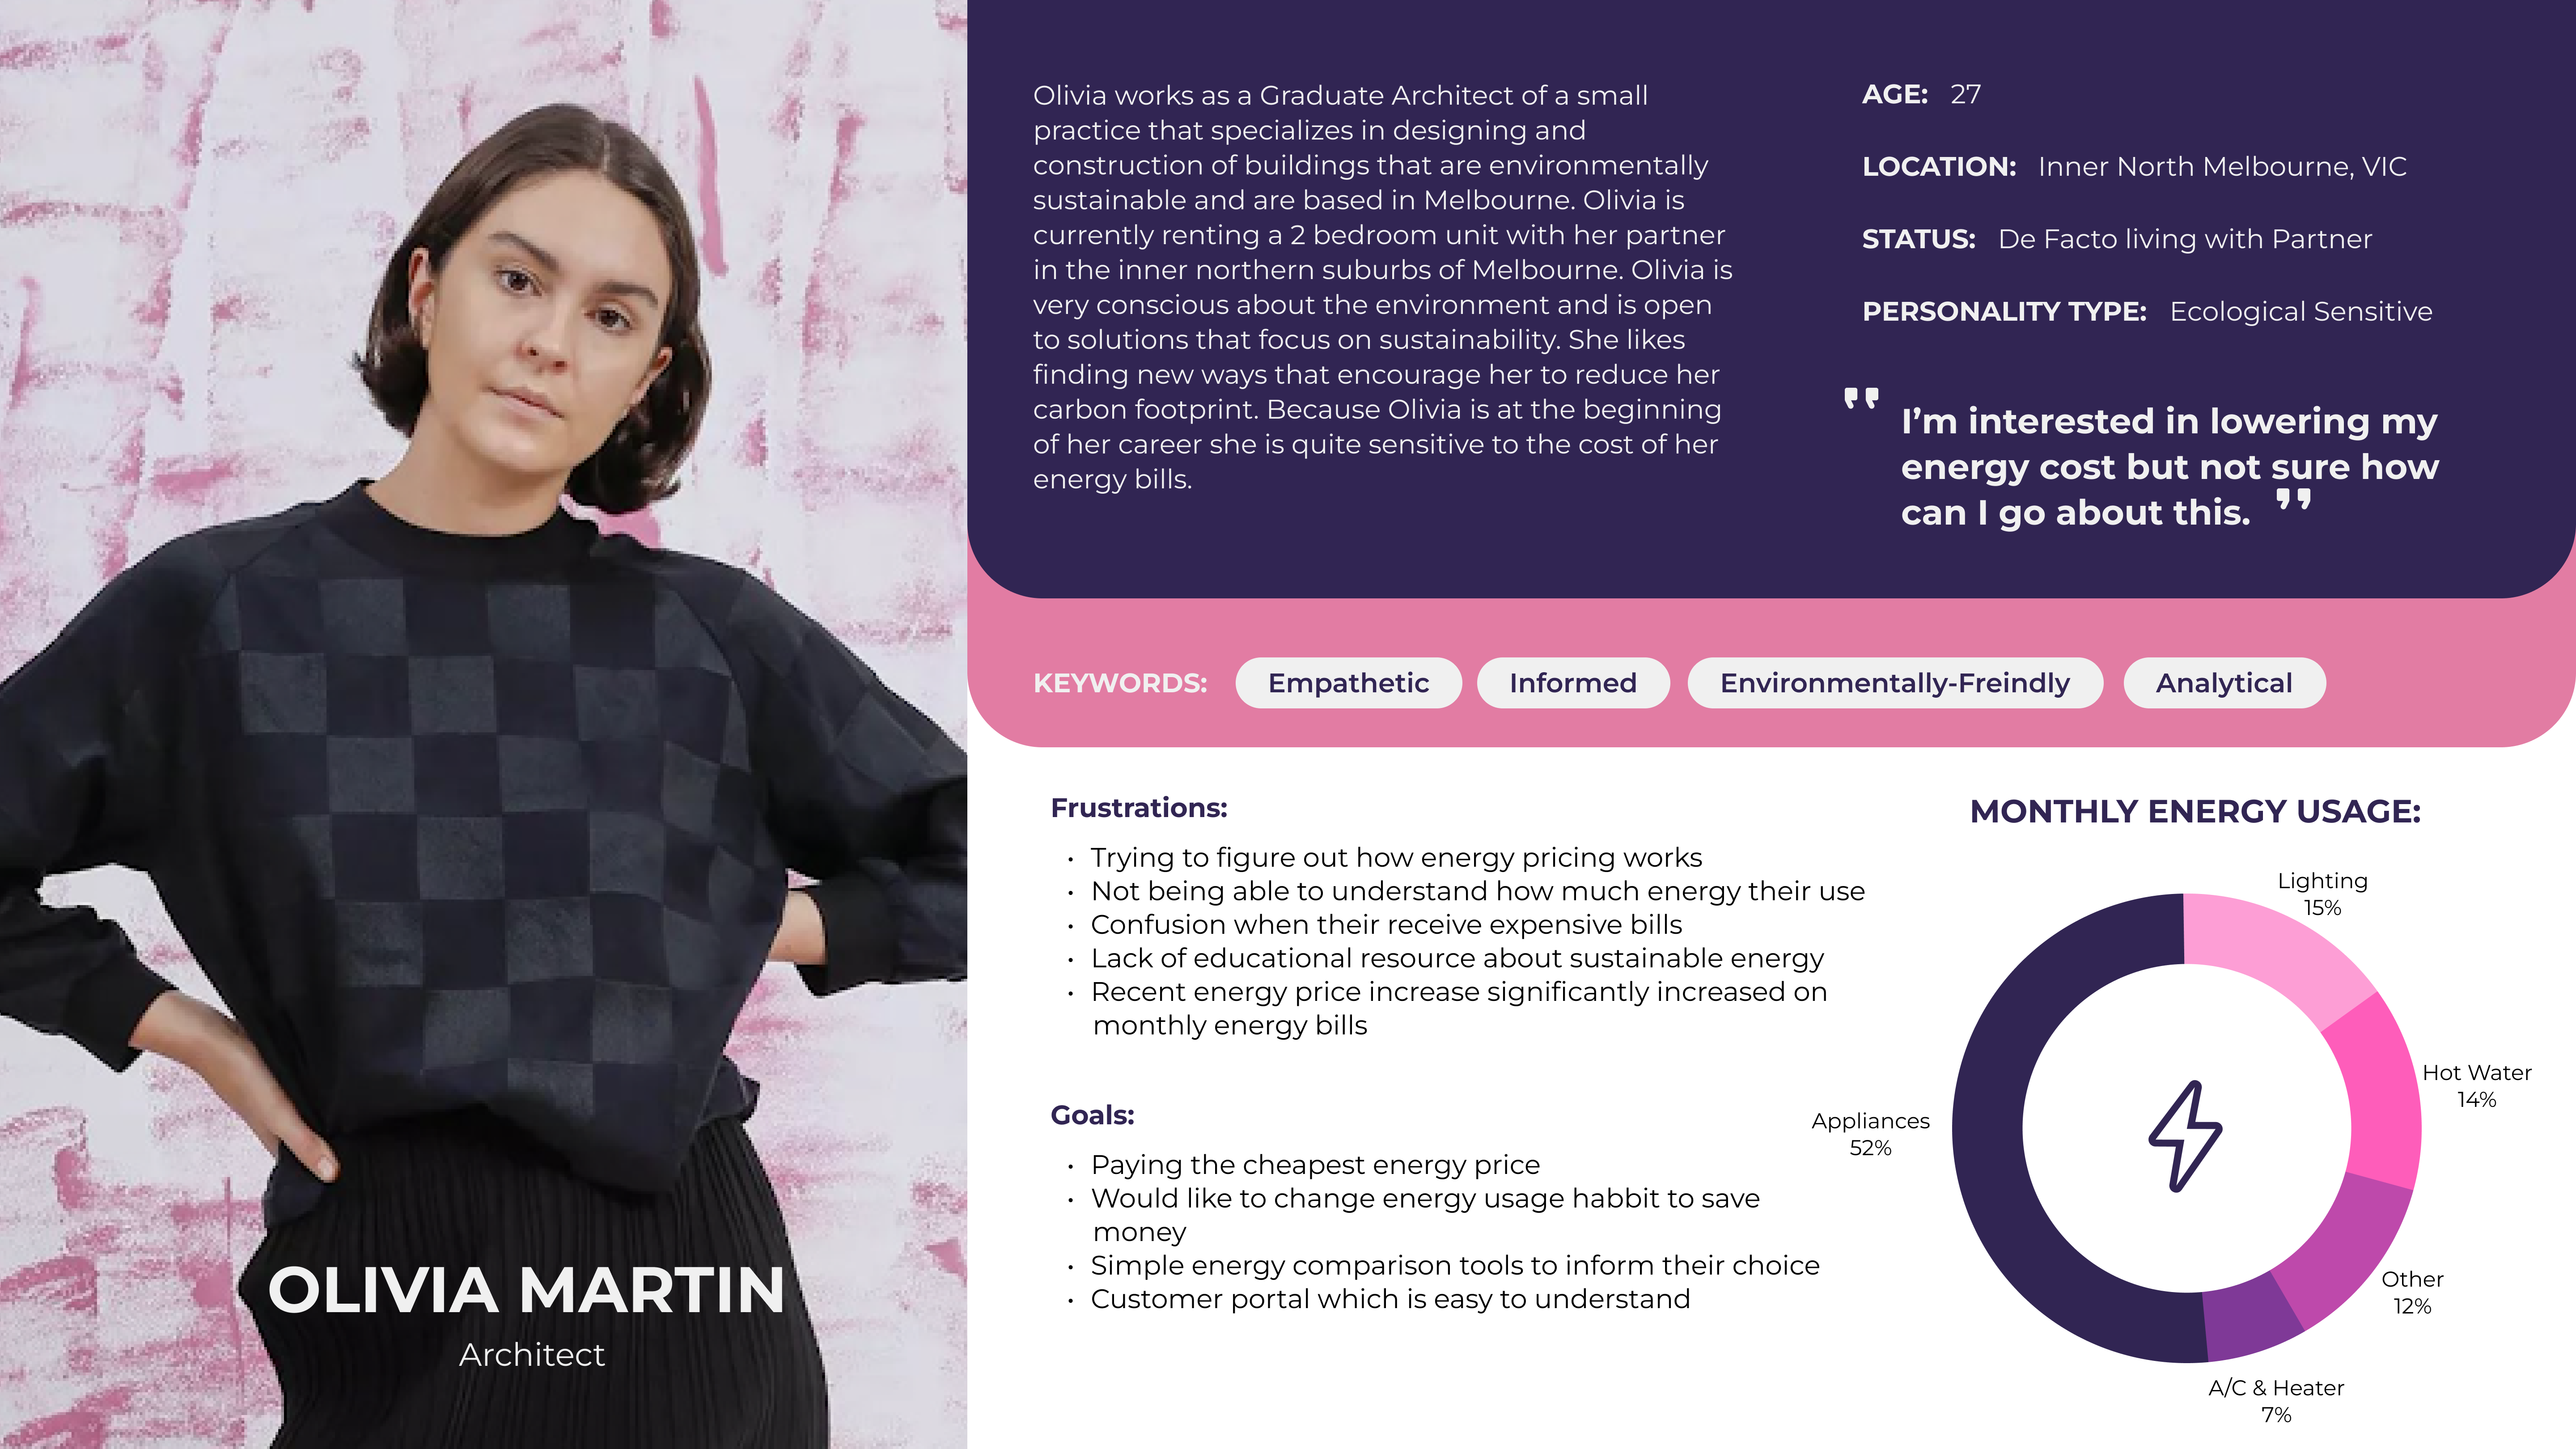 OLIVIA MARTIN
Architect
Olivia works as a Graduate Architect of a small
practice that specializes in designing and
construction of buildings that are environmentally
sustainable and are based in Melbourne. Olivia is
currently renting a 2 bedroom unit with her partner
in the inner northern suburbs of Melbourne. Olivia is
very conscious about the environment and is open
to solutions that focus on sustainability. She likes
finding new ways that encourage her to reduce her
carbon footprint. Because Olivia is at the beginning
of her career she is quite sensitive to the cost of her
energy bills.
AGE: 27
LOCATION: Inner North Melbourne, VIC
STATUS: De Facto living with Partner
PERSONALITY TYPE: Ecological Sensitive
" I'm interested in lowering my
energy cost but not sure how
can I go about this. "
KEYWORDS: Empathetic Informed Environmentally-Freindly Analytical
Frustrations:
• Trying to figure out how energy pricing works
• Not being able to understand how much energy their use
• Confusion when their receive expensive bills
• Lack of educational resource about sustainable energy
• Recent energy price increase significantly increased on
monthly energy bills
Goals:
• Paying the cheapest energy price
• Would like to change energy usage habbit to save
money
• Simple energy comparison tools to inform their choice
• Customer portal which is easy to understand
MONTHLY ENERGY USAGE:
Lighting
15%
Hot Water
14%
Appliances
52%
Other
12%
A/C & Heater
7%